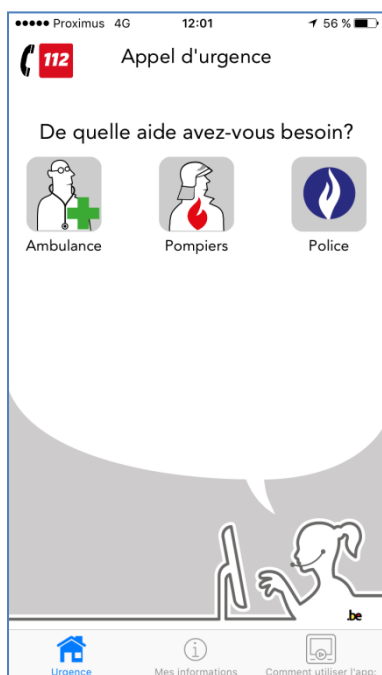 Proximus 4G 12:01 56 %
112 Appel d'urgence
De quelle aide avez-vous besoin?
Ambulance Pompiers Police
.be
Urgence Mes informations Comment utiliser l'app: